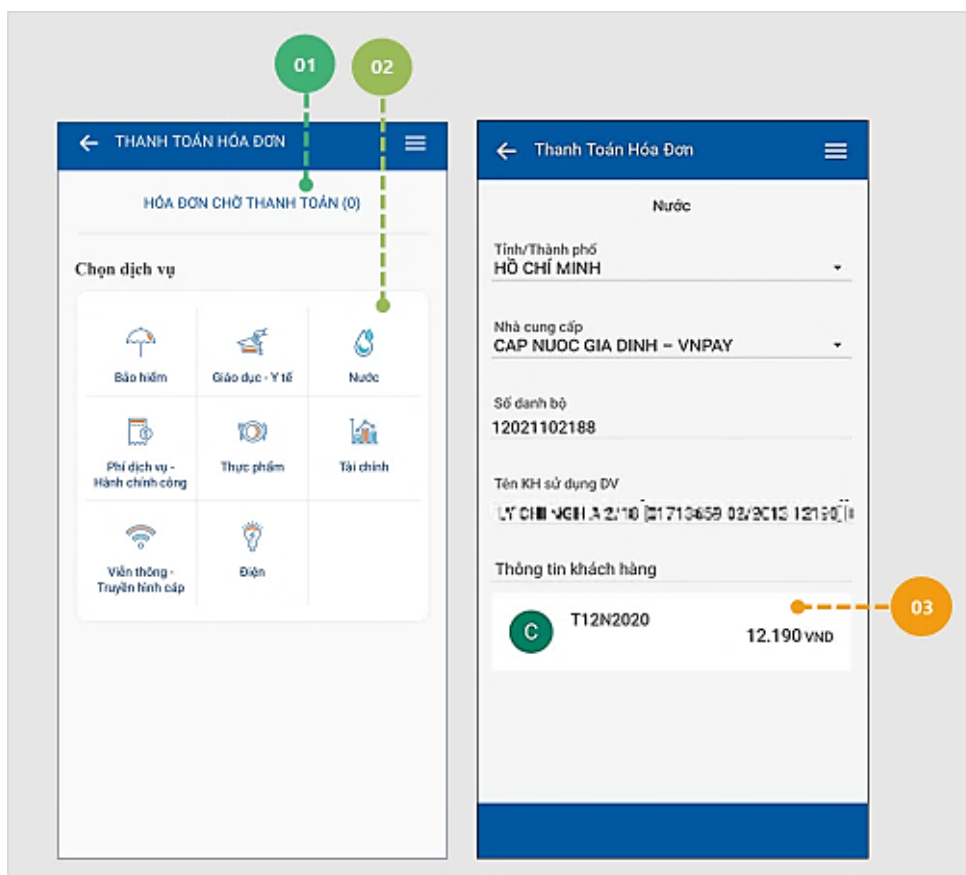 01
02
THANH TOÁN HÓA ĐƠN
HÓA ĐƠN CHỜ THANH TOÁN (0)
Chọn dịch vụ
Bảo hiểm
Giáo dục - Y tế
Nước
Phí dịch vụ -
Hành chính công
Thực phẩm
Tài chính
Viễn thông -
Truyền hình cáp
Điện
Thanh Toán Hóa Đơn
Nước
Tỉnh/Thành phố
HỒ CHÍ MINH
Nhà cung cấp
CAP NUOC GIA DINH – VNPAY
Số danh bộ
12021102188
Tên KH sử dụng DV
Thông tin khách hàng
C
T12N2020
12.190 VND
03